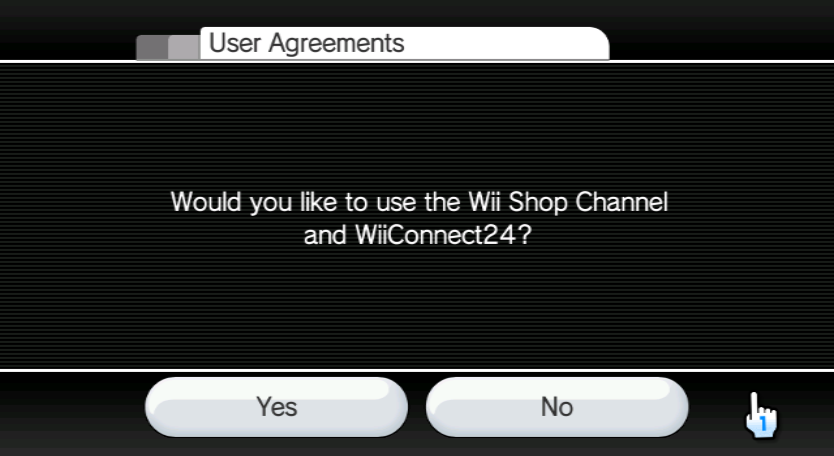 User Agreements
Would you like to use the Wii Shop Channel
and WiiConnect24?
Yes
No
1